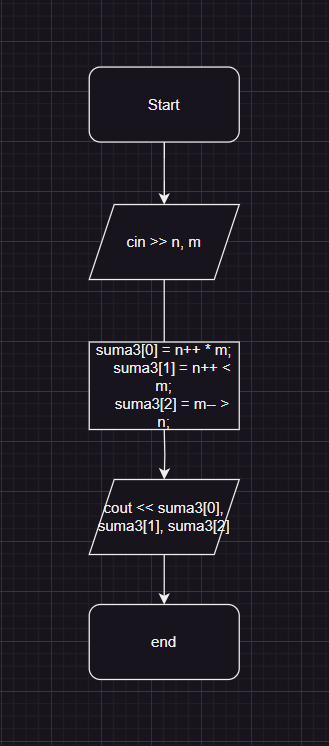 Start
cin >> n, m
suma3[0] = n++ * m;
suma3[1] = n++ <
m;
suma3[2] = m-- >
n;
cout << suma3[0],
suma3[1], suma3[2]
end